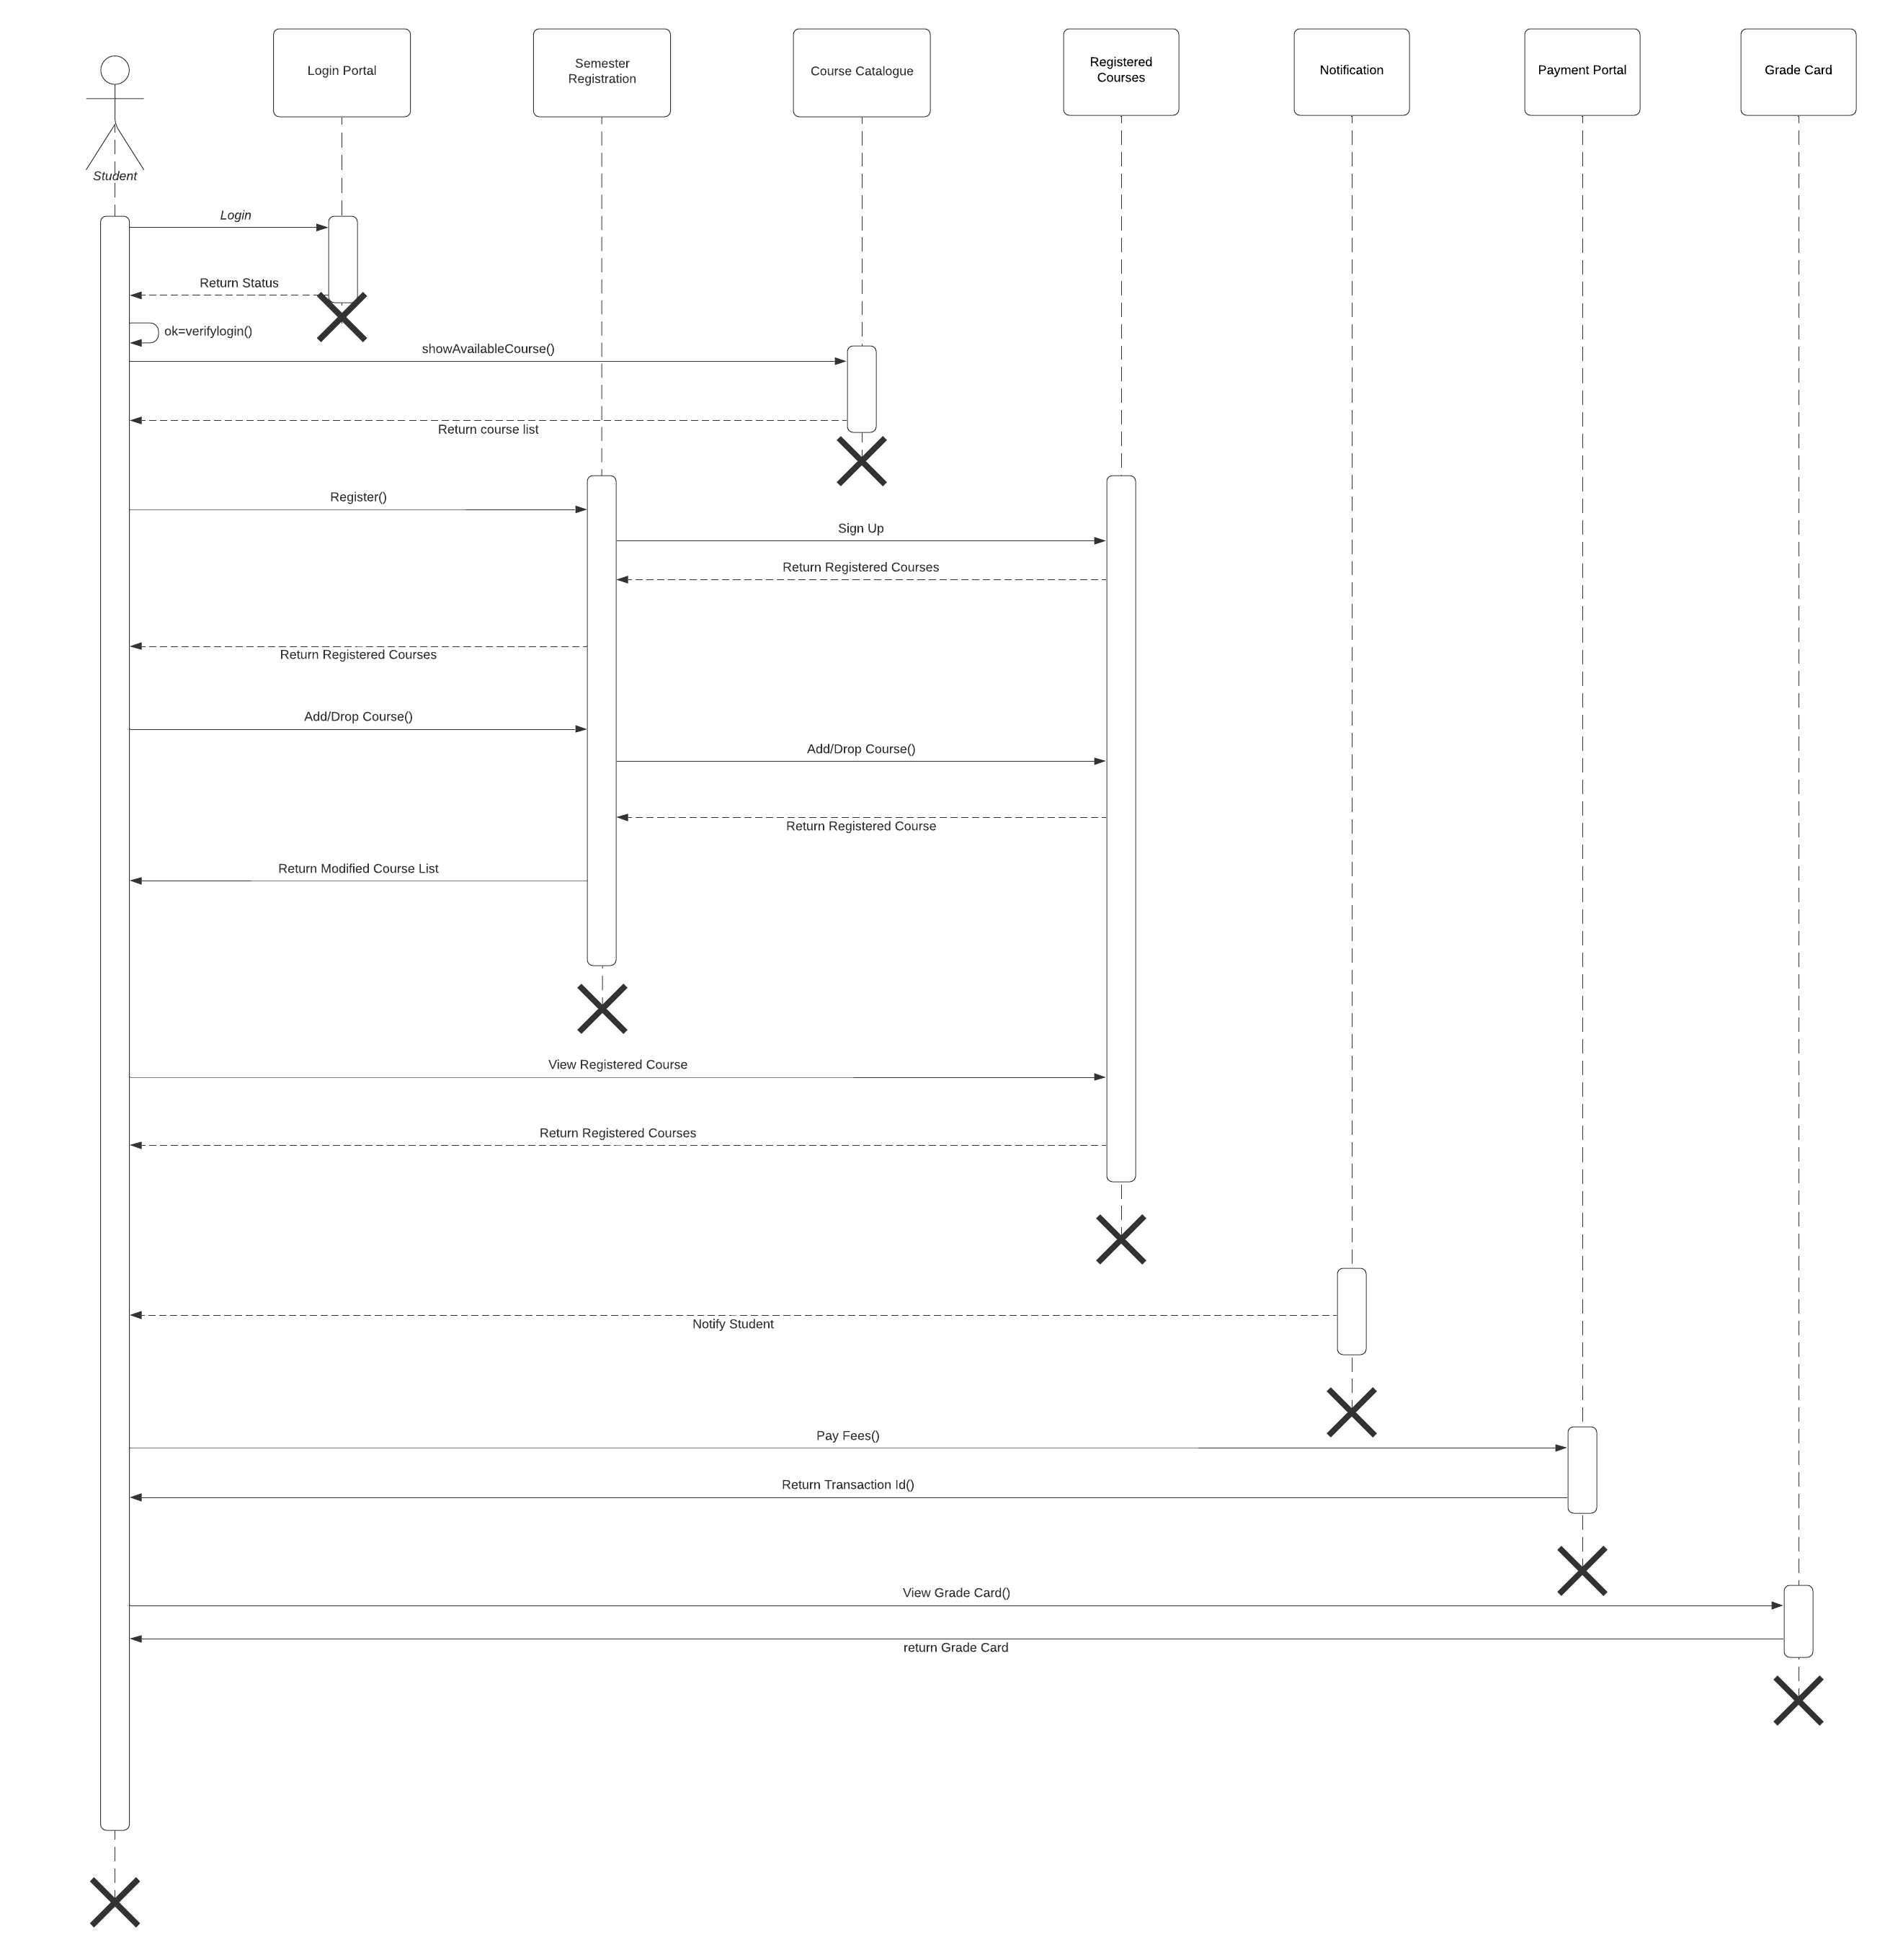 Login Portal
Semester
Registration
Course Catalogue
Registered
Courses
Notification
Payment Portal
Grade Card
Student
Login
Return Status
ok=verifylogin()
showAvailableCourse()
Return course list
Register()
Sign Up
Return Registered Courses
Return Registered Courses
Add/Drop Course()
Add/Drop Course()
Return Registered Course
Return Modified Course List
View Registered Course
Return Registered Courses
Notify Student
Pay Fees()
Return Transaction Id()
View Grade Card()
return Grade Card